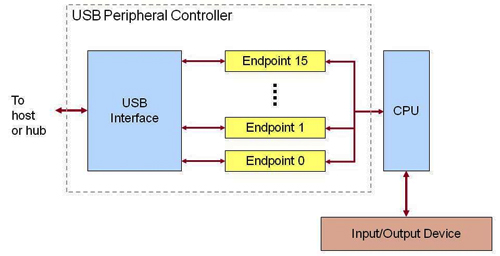 USB Peripheral Controller
To
host
or hub
USB
Interface
Endpoint 15
Endpoint 1
Endpoint 0
CPU
Input/Output Device